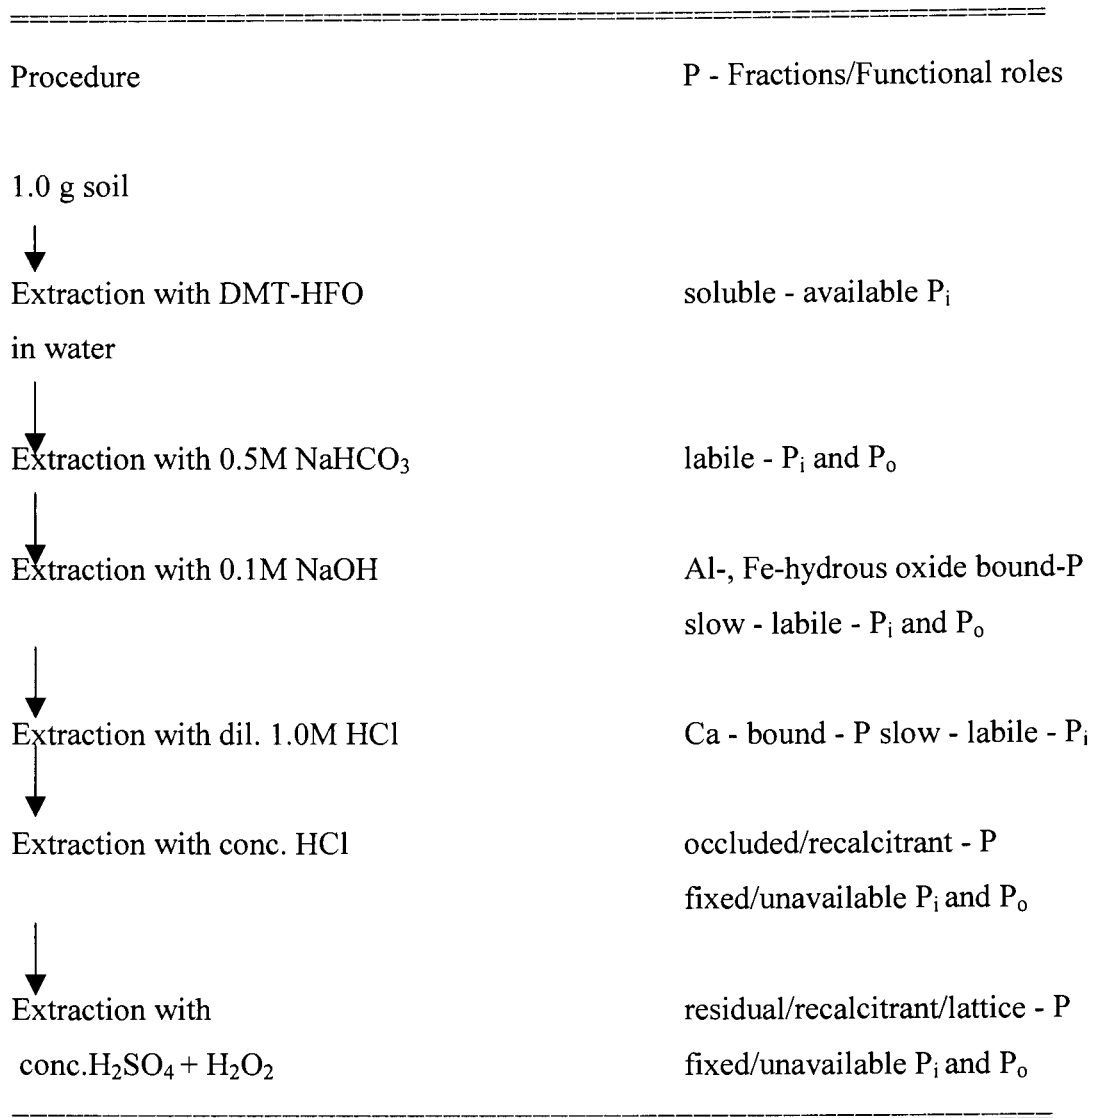 Procedure P - Fractions/Functional roles
1.0 g soil
Extraction with DMT-HFO soluble - available Pᵢ
in water
Extraction with 0.5M NaHCO₃ labile - Pᵢ and Pₒ
Extraction with 0.1M NaOH Al-, Fe-hydrous oxide bound-P
slow - labile - Pᵢ and Pₒ
Extraction with dil. 1.0M HCl Ca - bound - P slow - labile - Pᵢ
Extraction with conc. HCl occluded/recalcitrant - P
fixed/unavailable Pᵢ and Pₒ
Extraction with residual/recalcitrant/lattice - P
conc.H₂SO₄ + H₂O₂ fixed/unavailable Pᵢ and Pₒ